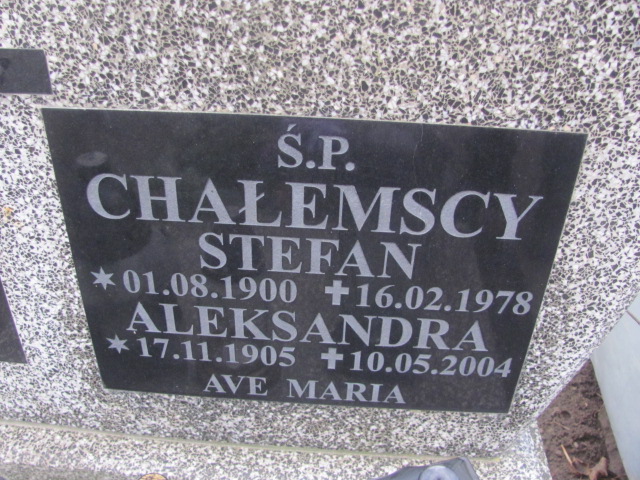 Ś.P.
CHAŁEMSCY
STEFAN
* 01.08.1900 ✝ 16.02.1978
ALEKSANDRA
* 17.11.1905 ✝ 10.05.2004
AVE MARIA